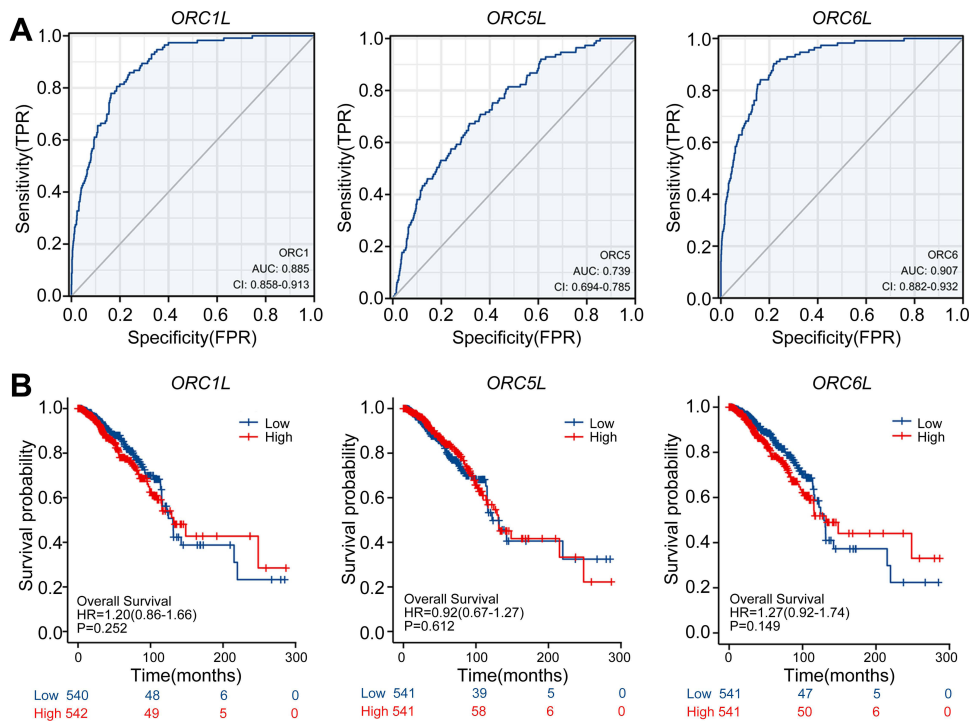 A
ORC1L
ORC5L
ORC6L
Sensitivity(TPR)
1.0
0.8
0.6
0.4
0.2
0.0
ORC1
AUC: 0.885
CI: 0.858-0.913
0.0 0.2 0.4 0.6 0.8 1.0
Specificity(FPR)
Sensitivity(TPR)
1.0
0.8
0.6
0.4
0.2
0.0
ORC5
AUC: 0.739
CI: 0.694-0.785
0.0 0.2 0.4 0.6 0.8 1.0
Specificity(FPR)
Sensitivity(TPR)
1.0
0.8
0.6
0.4
0.2
0.0
ORC6
AUC: 0.907
CI: 0.882-0.932
0.0 0.2 0.4 0.6 0.8 1.0
Specificity(FPR)
B
ORC1L
ORC5L
ORC6L
Survival probability
1.0
0.8
0.6
0.4
0.2
0.0
Low
High
Overall Survival
HR=1.20(0.86-1.66)
P=0.252
0 100 200 300
Time(months)
Low 540 48 6 0
High 542 49 5 0
Survival probability
1.0
0.8
0.6
0.4
0.2
0.0
Low
High
Overall Survival
HR=0.92(0.67-1.27)
P=0.612
0 100 200 300
Time(months)
Low 541 39 5 0
High 541 58 6 0
Survival probability
1.0
0.8
0.6
0.4
0.2
0.0
Low
High
Overall Survival
HR=1.27(0.92-1.74)
P=0.149
0 100 200 300
Time(months)
Low 541 47 5 0
High 541 50 6 0